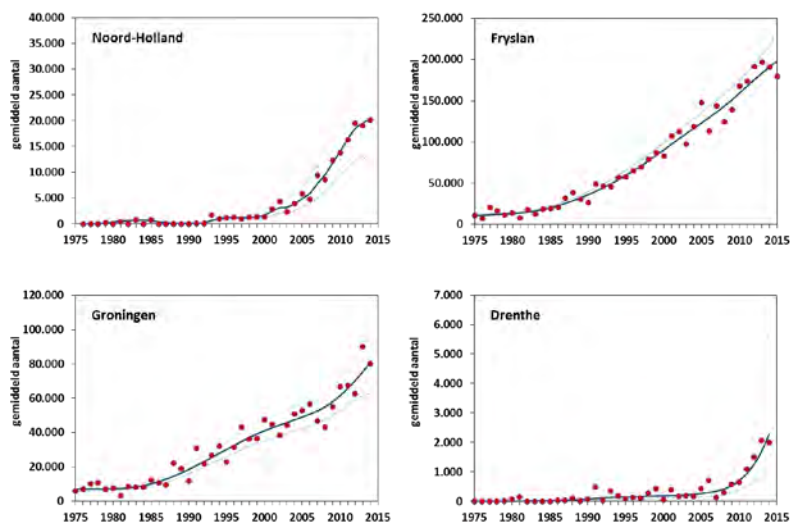 Noord-Holland
gemiddeld aantal
40.000
35.000
30.000
25.000
20.000
15.000
10.000
5.000
0
1975 1980 1985 1990 1995 2000 2005 2010 2015
Fryslan
gemiddeld aantal
250.000
200.000
150.000
100.000
50.000
0
1975 1980 1985 1990 1995 2000 2005 2010 2015
Groningen
gemiddeld aantal
120.000
100.000
80.000
60.000
40.000
20.000
0
1975 1980 1985 1990 1995 2000 2005 2010 2015
Drenthe
gemiddeld aantal
7.000
6.000
5.000
4.000
3.000
2.000
1.000
0
1975 1980 1985 1990 1995 2000 2005 2010 2015